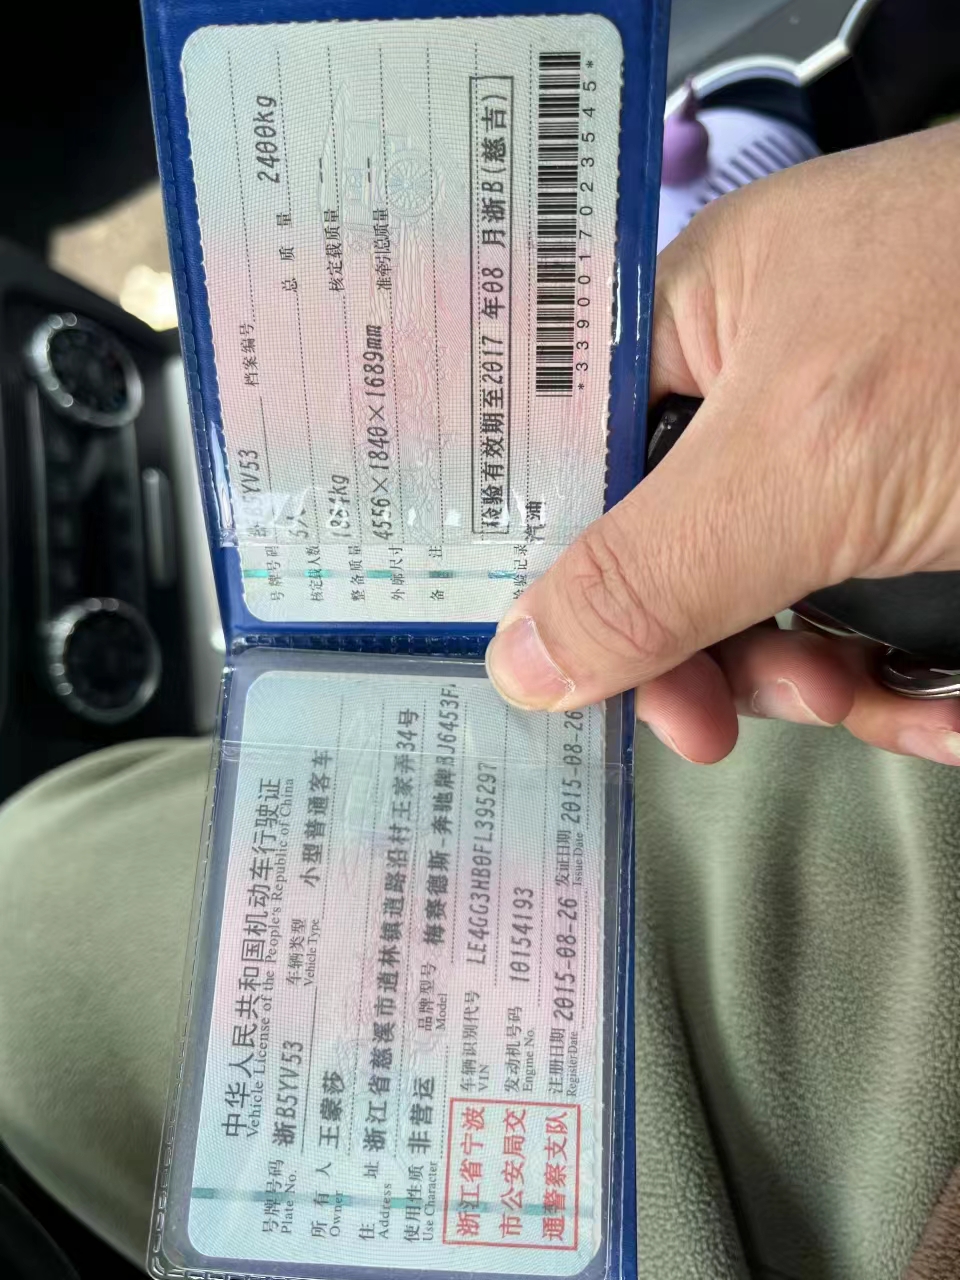 中华人民共和国机动车行驶证
Vehicle License of the People's Republic of China
号牌号码 浙B5YV53 车辆类型 小型普通客车
Plate No. Vehicle Type
所有人 王蒙莎
Owner
住址 浙江省慈溪市逍林镇道路沿村王家弄34号
Address
使用性质 非营运 品牌型号 梅赛德斯-奔驰牌BJ6453F
Use Character Model
浙江省宁波
市公安局交
通警察支队
车辆识别代号 LE4GG3HB0FL395297
VIN
发动机号码 10154193
Engine No.
注册日期 2015-08-26 发证日期 2015-08-26
Register Date Issue Date
号牌号码 B5YV53 档案编号
核定载人数 5人 总质量 2400kg
整备质量 kg 核定载质量 --
外廓尺寸 4556×1840×1689mm 准牵引总质量 --
备注
检验有效期至2017年08月浙B(慈吉)
检验记录 汽油
*3390017023545*